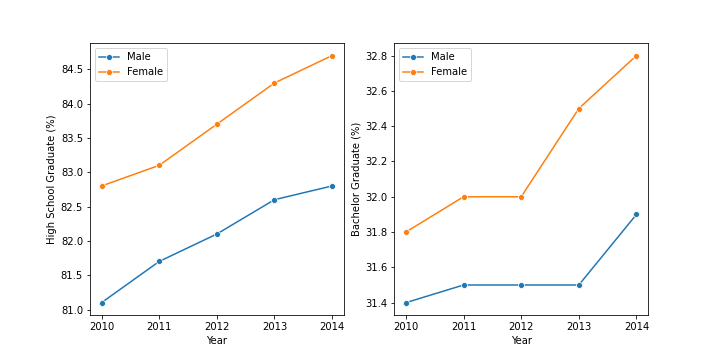 Male
Female
84.5
84.0
83.5
83.0
82.5
82.0
81.5
81.0
High School Graduate (%)
2010 2011 2012 2013 2014
Year
Male
Female
32.8
32.6
32.4
32.2
32.0
31.8
31.6
31.4
Bachelor Graduate (%)
2010 2011 2012 2013 2014
Year